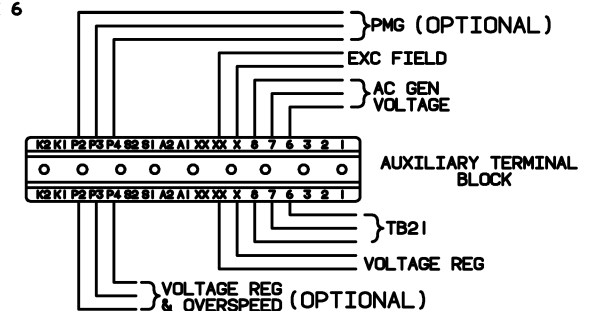 6
PMG (OPTIONAL)
EXC FIELD
AC GEN
VOLTAGE
K2 K1 P2 P3 P4 S2 S1 A2 A1 XX XX X 8 7 6 3 2 1
AUXILIARY TERMINAL
BLOCK
K2 K1 P2 P3 P4 S2 S1 A2 A1 XX XX X 8 7 6 3 2 1
TB21
VOLTAGE REG
VOLTAGE REG
& OVERSPEED (OPTIONAL)